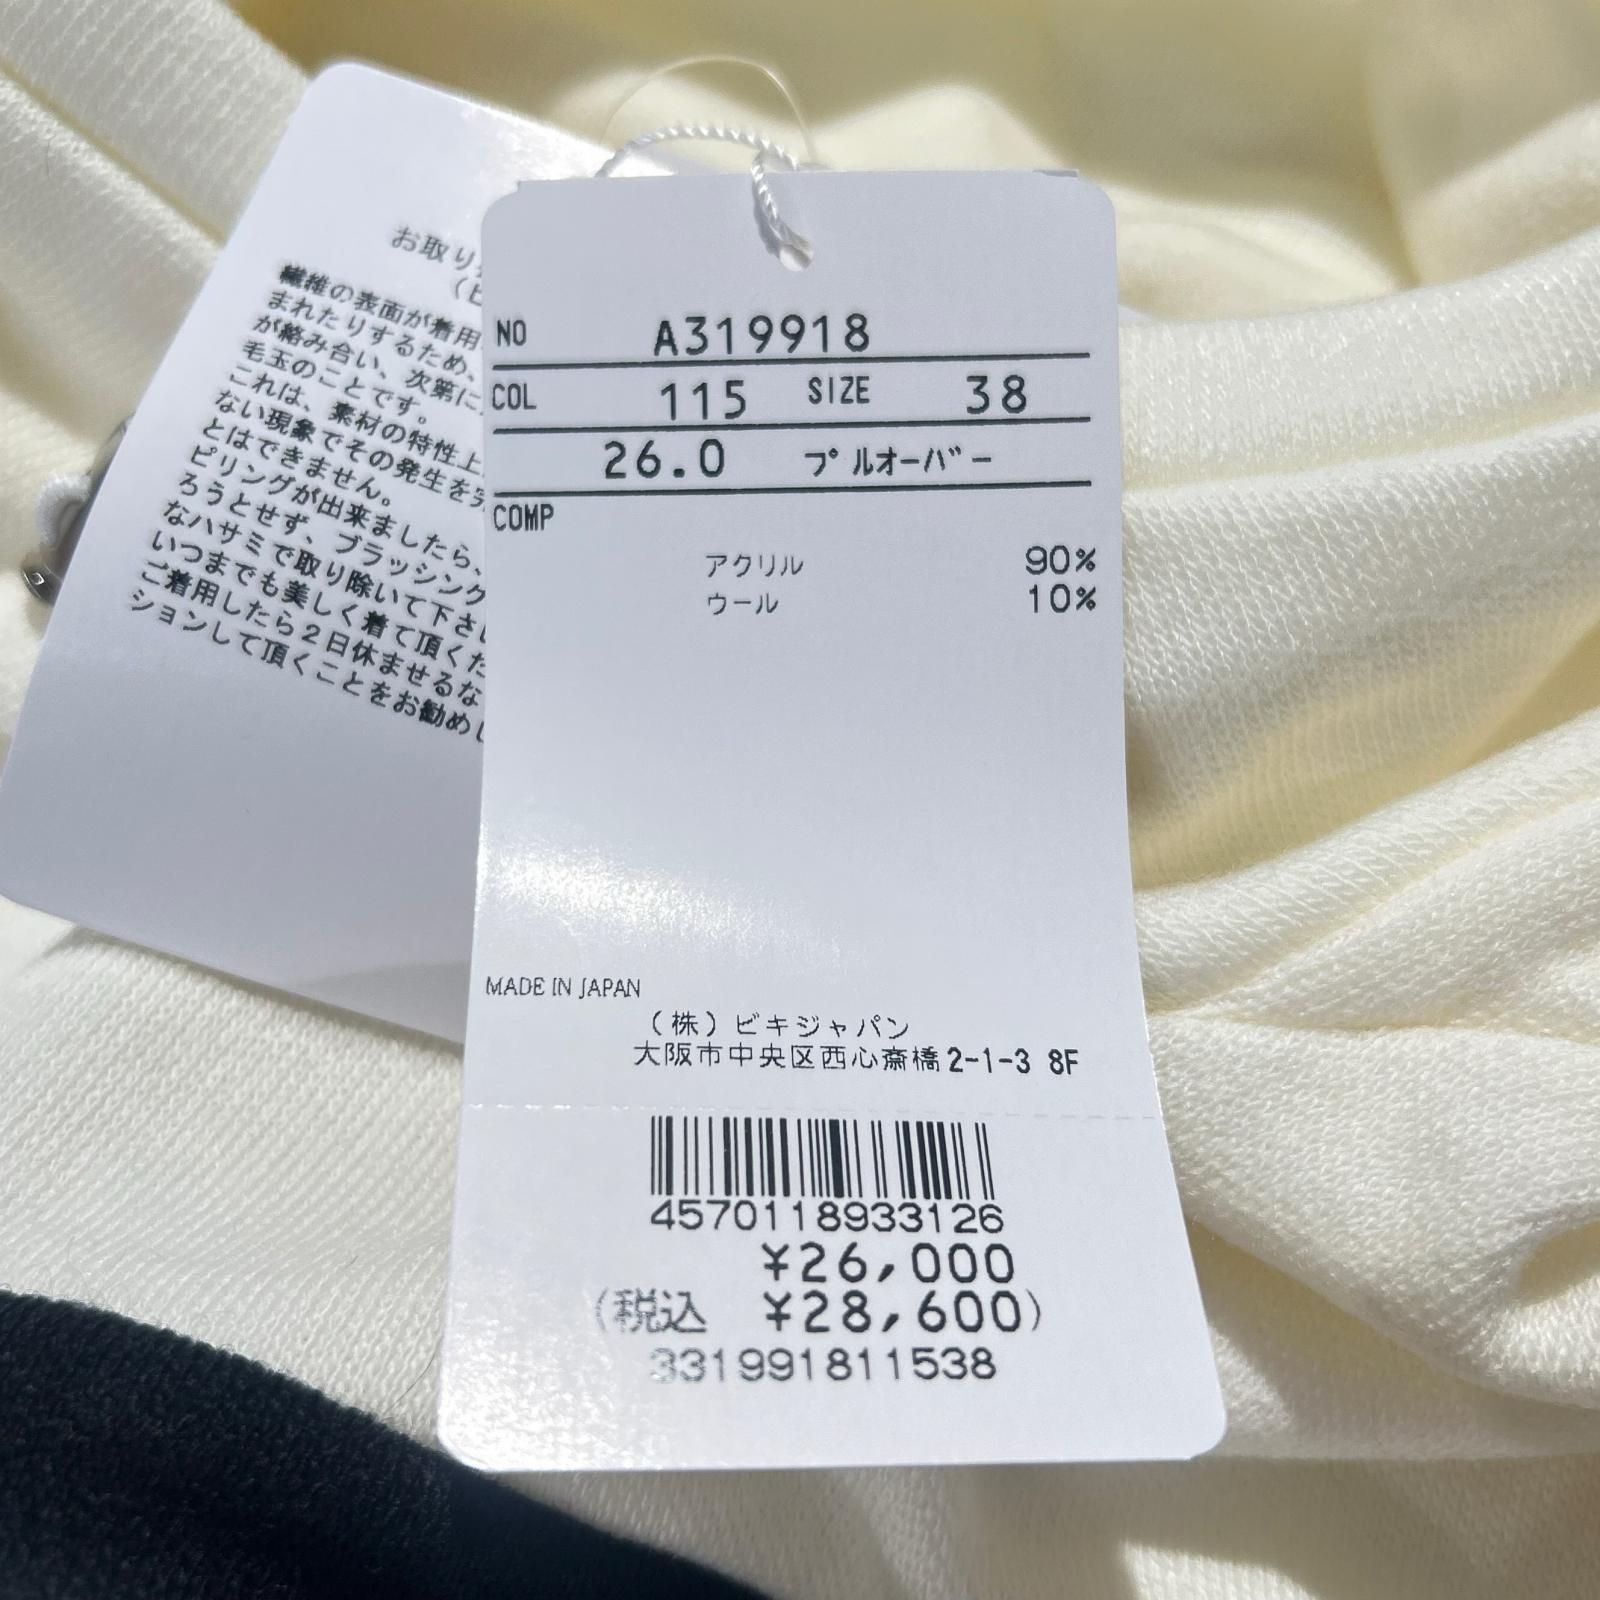 お取り
繊維の表面が着用
まれたりするため、
が絡み合い、次第に
毛玉のことです。
これは、素材の特性上
ない現象でその発生を
とはできません。
ピリングが出来ましたら、
ろうとせず、ブラッシング
なハサミで取り除いて下さ
いつまでも美しく着て頂くた
ご着用したら2日休ませるな
ションして頂くことをお勧めし
NO A319918
COL 115 SIZE 38
26.0 プルオーバー
COMP
アクリル 90%
ウール 10%
MADE IN JAPAN
(株)ビキジャパン
大阪市中央区西心斎橋2-1-3 8F
4570118933126
¥26,000
(税込 ¥28,600)
331991811538